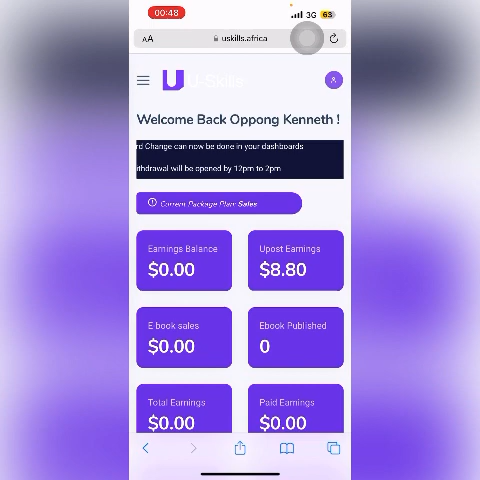 00:48
3G 63
AA uskills.africa
U U-Skills
Welcome Back Oppong Kenneth !
rd Change can now be done in your dashboards
ithdrawal will be opened by 12pm to 2pm
Current Package Plan: Sales
Earnings Balance
$0.00
Upost Earnings
$8.80
E book sales
$0.00
Ebook Published
0
Total Earnings
$0.00
Paid Earnings
$0.00